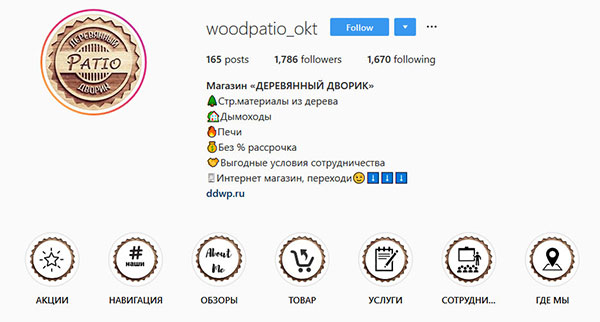 ДЕРЕВЯННЫЙ
PATIO
ДВОРИК
woodpatio_okt
Follow
165 posts 1,786 followers 1,670 following
Магазин «ДЕРЕВЯННЫЙ ДВОРИК»
🌲Стр.материалы из дерева
🏠Дымоходы
🔥Печи
💰Без % рассрочка
🤝Выгодные условия сотрудничества
📃Интернет магазин, переходи😉⬇⬇⬇
ddwp.ru
#
наши
About
Me
АКЦИИ НАВИГАЦИЯ ОБЗОРЫ ТОВАР УСЛУГИ СОТРУДНИ... ГДЕ МЫ